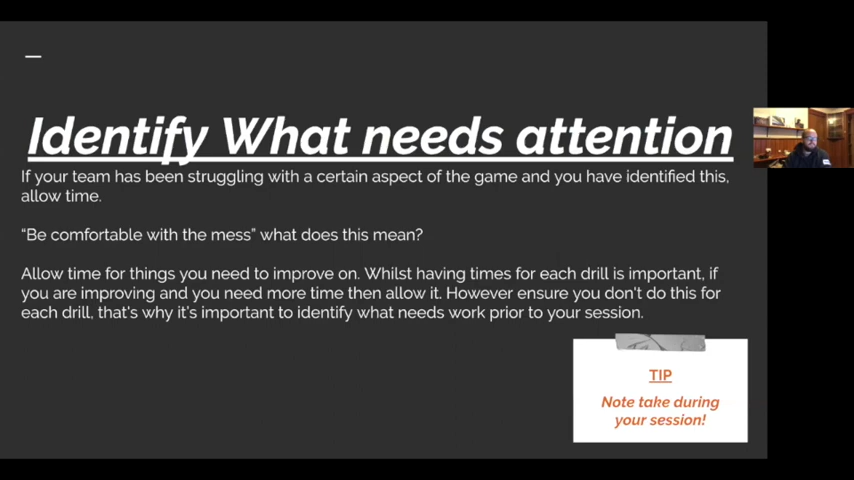 Identify What needs attention
If your team has been struggling with a certain aspect of the game and you have identified this,
allow time.
“Be comfortable with the mess” what does this mean?
Allow time for things you need to improve on. Whilst having times for each drill is important, if
you are improving and you need more time then allow it. However ensure you don't do this for
each drill, that's why it's important to identify what needs work prior to your session.
TIP
Note take during
your session!